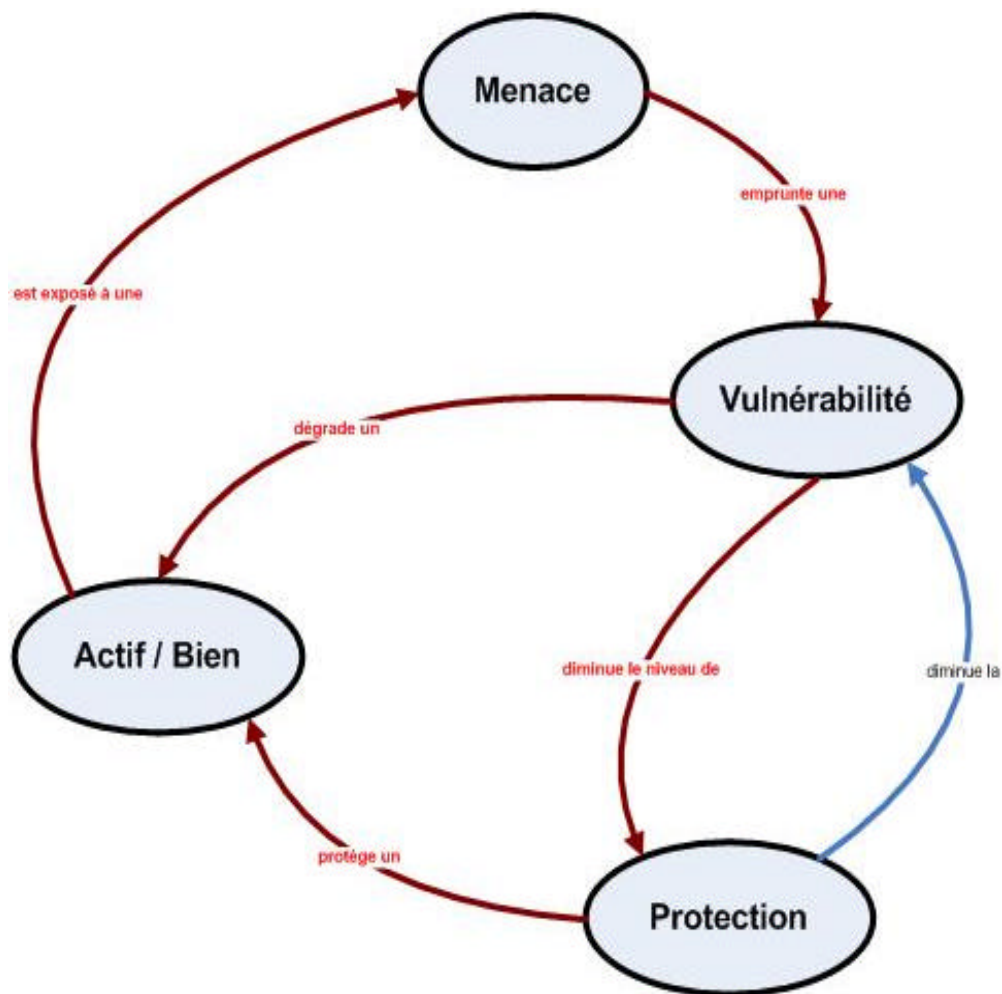 Menace
emprunte une
est exposé à une
Vulnérabilité
dégrade un
Actif / Bien
diminue le niveau de
diminue la
protège un
Protection